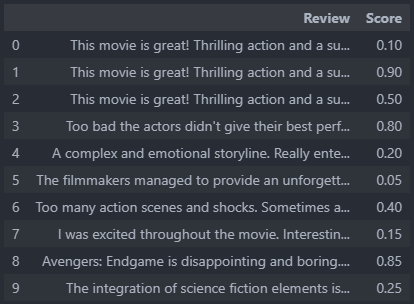 Review Score
0 This movie is great! Thrilling action and a su... 0.10
1 This movie is great! Thrilling action and a su... 0.90
2 This movie is great! Thrilling action and a su... 0.50
3 Too bad the actors didn't give their best perf... 0.80
4 A complex and emotional storyline. Really ente... 0.20
5 The filmmakers managed to provide an unforgett... 0.05
6 Too many action scenes and shocks. Sometimes a... 0.40
7 I was excited throughout the movie. Interestin... 0.15
8 Avengers: Endgame is disappointing and boring.... 0.85
9 The integration of science fiction elements is... 0.25